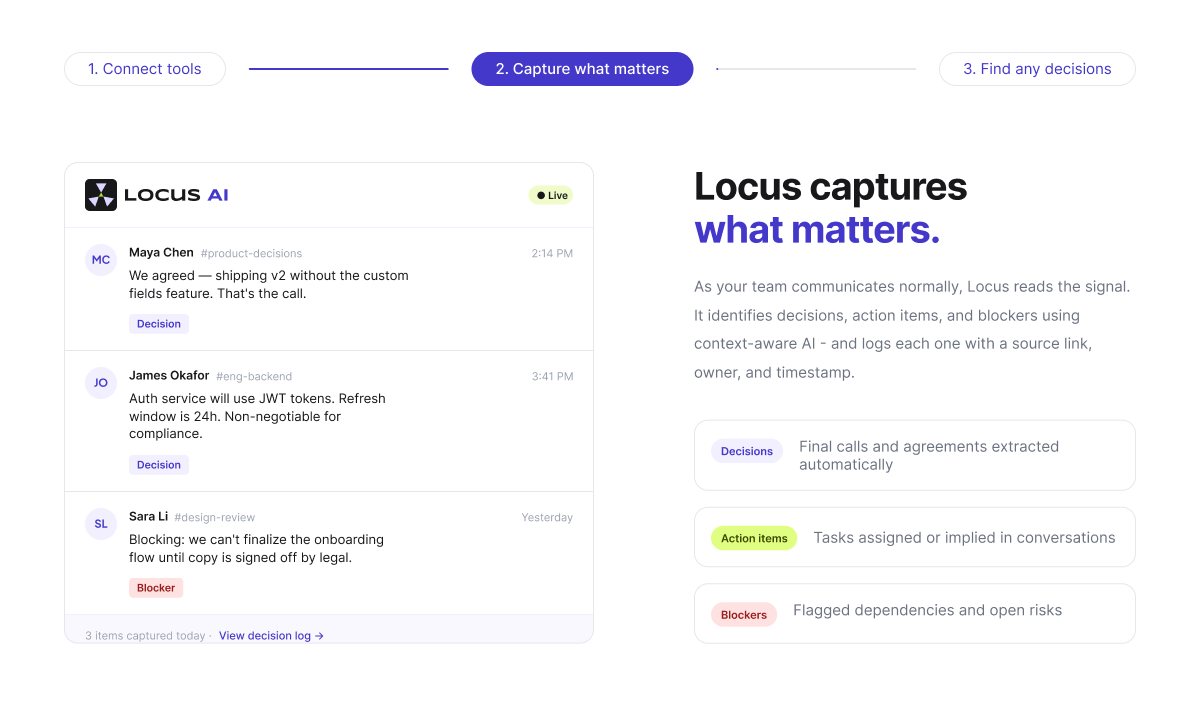 1. Connect tools
2. Capture what matters
3. Find any decisions
LOCUS AI
Live
MC
Maya Chen #product-decisions
2:14 PM
We agreed — shipping v2 without the custom
fields feature. That's the call.
Decision
JO
James Okafor #eng-backend
3:41 PM
Auth service will use JWT tokens. Refresh
window is 24h. Non-negotiable for
compliance.
Decision
SL
Sara Li #design-review
Yesterday
Blocking: we can't finalize the onboarding
flow until copy is signed off by legal.
Blocker
3 items captured today · View decision log →
Locus captures
what matters.
As your team communicates normally, Locus reads the signal.
It identifies decisions, action items, and blockers using
context-aware AI - and logs each one with a source link,
owner, and timestamp.
Decisions
Final calls and agreements extracted
automatically
Action items
Tasks assigned or implied in conversations
Blockers
Flagged dependencies and open risks